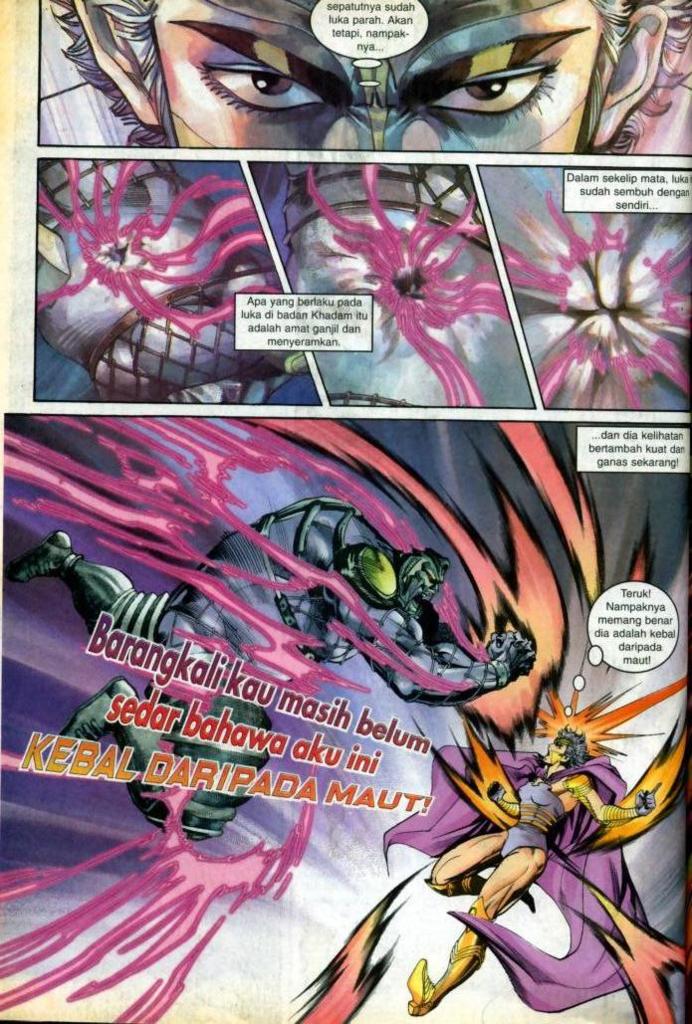 sepatutnya sudah
luka parah. Akan
tetapi, nampak-
nya...
Apa yang berlaku pada
luka di badan Khadam itu
adalah amat ganjil dan
menyeramkan.
Dalam sekelip mata, luka
sudah sembuh dengan
sendiri...
...dan dia kelihatan
bertambah kuat dan
ganas sekarang!
Barangkali kau masih belum
sedar bahawa aku ini
KEBAL DARIPADA MAUT!
Teruk!
Nampaknya
memang benar
dia adalah kebal
daripada
maut!